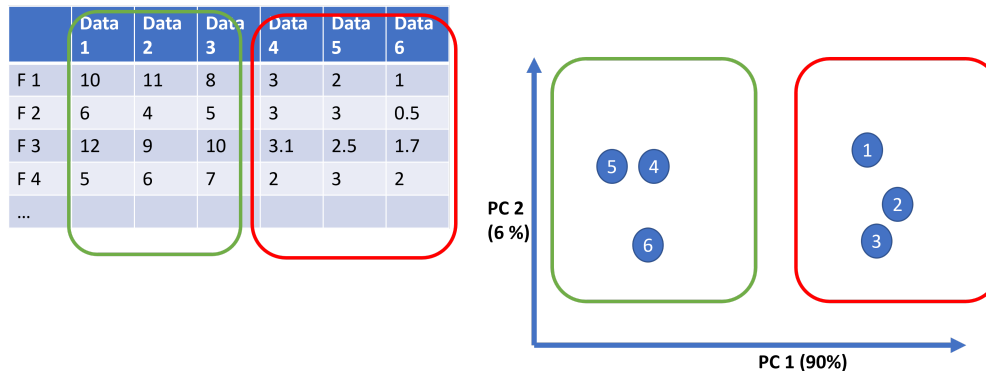 Data 1 Data 2 Data 3 Data 4 Data 5 Data 6
F 1 10 11 8 3 2 1
F 2 6 4 5 3 3 0.5
F 3 12 9 10 3.1 2.5 1.7
F 4 5 6 7 2 3 2
...
1
5 4
2
3
6
PC 2
(6 %)
PC 1 (90%)